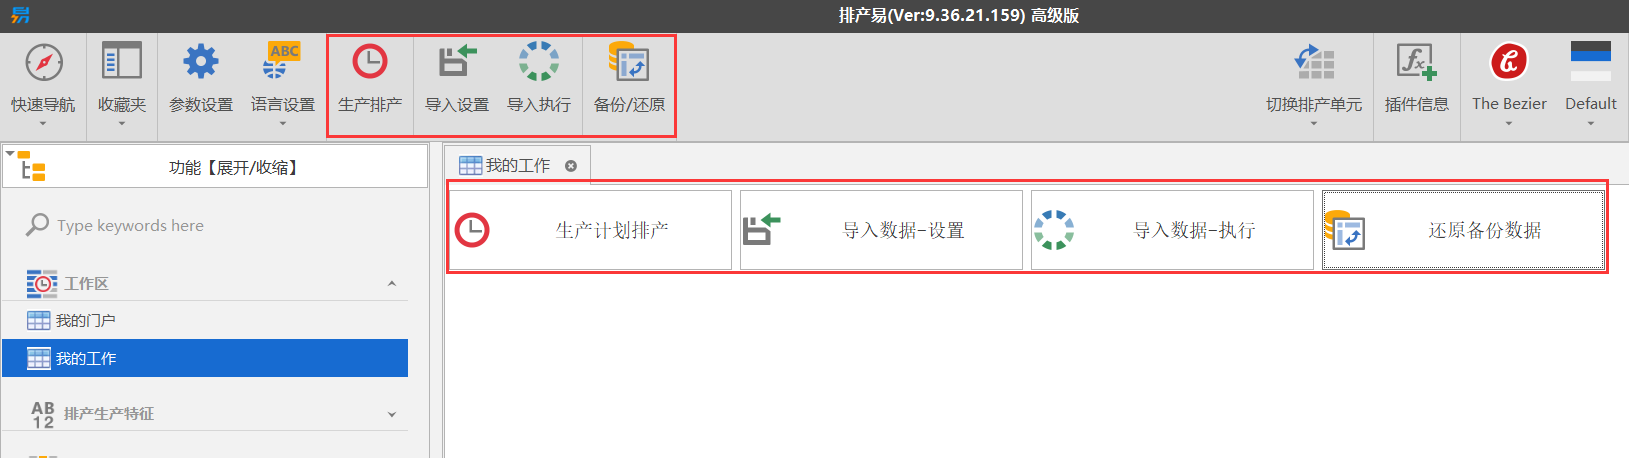 排产易(Ver:9.36.21.159) 高级版
快速导航
收藏夹
参数设置
ABC
语言设置
生产排产
导入设置
导入执行
备份/还原
切换排产单元
fx
插件信息
The Bezier
Default
功能【展开/收缩】
Type keywords here
工作区
我的门户
我的工作
AB
12
排产生产特征
我的工作
生产计划排产
导入数据-设置
导入数据-执行
还原备份数据